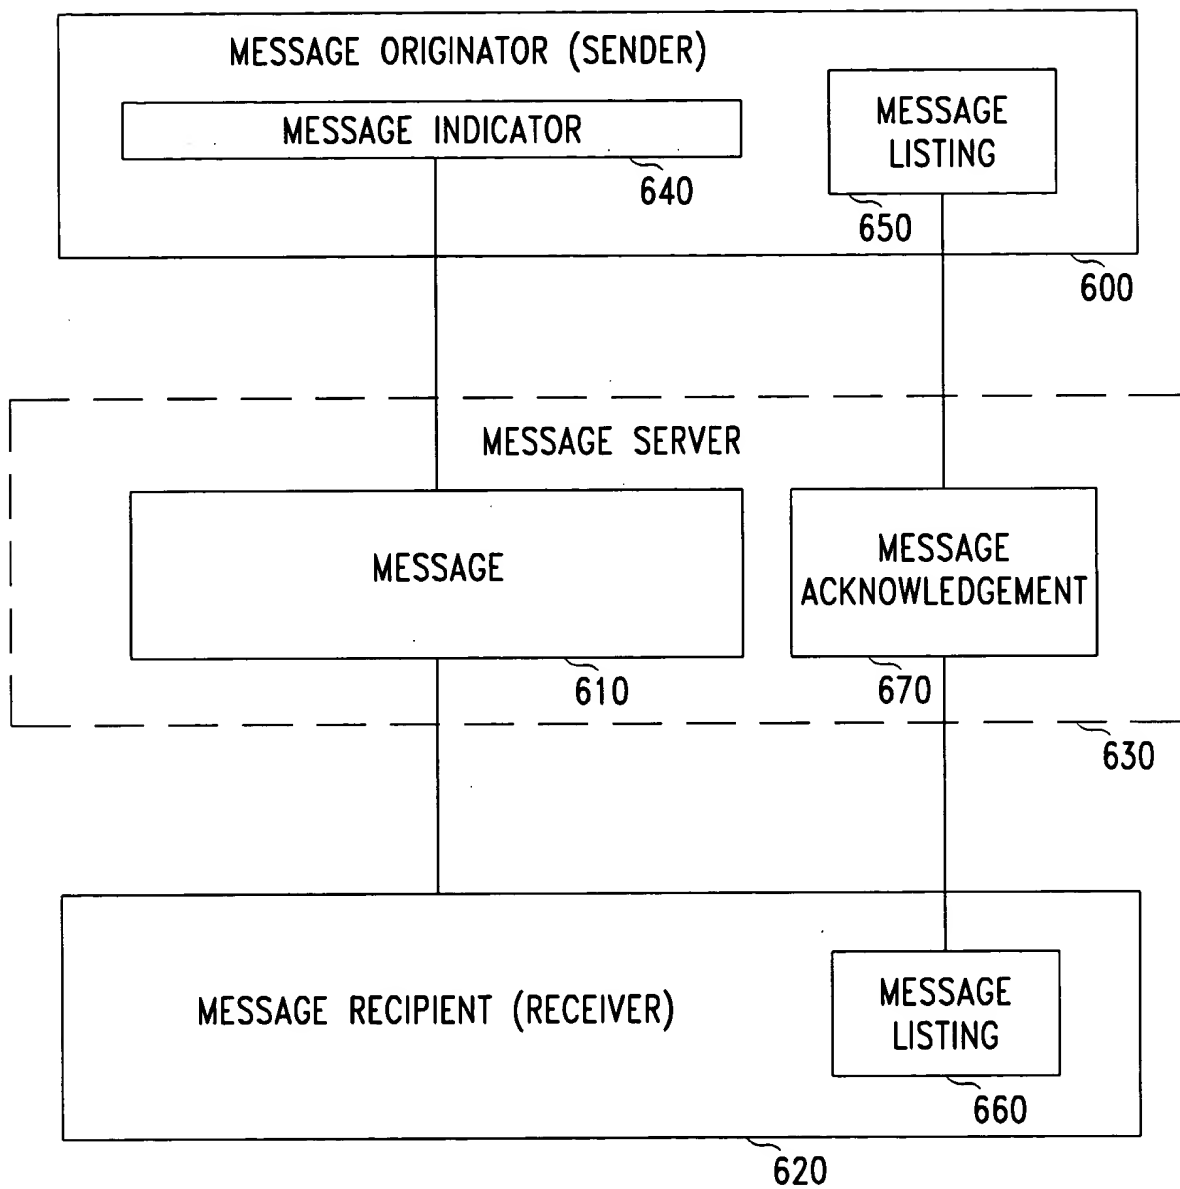 MESSAGE ORIGINATOR (SENDER)
MESSAGE INDICATOR
640
MESSAGE
LISTING
650
600
MESSAGE SERVER
MESSAGE
610
MESSAGE
ACKNOWLEDGEMENT
670
630
MESSAGE RECIPIENT (RECEIVER)
MESSAGE
LISTING
660
620